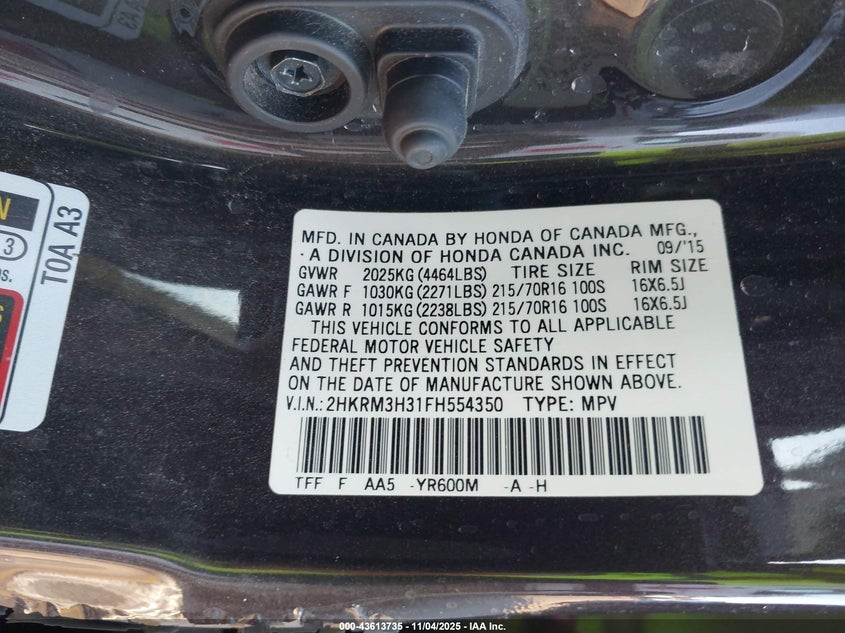 MFD. IN CANADA BY HONDA OF CANADA MFG.,
· A DIVISION OF HONDA CANADA INC. 09/'15
GVWR 2025KG (4464LBS) TIRE SIZE RIM SIZE
GAWR F 1030KG (2271LBS) 215/70R16 100S 16X6.5J
GAWR R 1015KG (2238LBS) 215/70R16 100S 16X6.5J
THIS VEHICLE CONFORMS TO ALL APPLICABLE
FEDERAL MOTOR VEHICLE SAFETY
AND THEFT PREVENTION STANDARDS IN EFFECT
ON THE DATE OF MANUFACTURE SHOWN ABOVE.
V.I.N.: 2HKRM3H31FH554350 TYPE: MPV
TFF F AA5 -YR600M -A -H
T0A A3
3
000-43613735 - 11/04/2025 - IAA Inc.